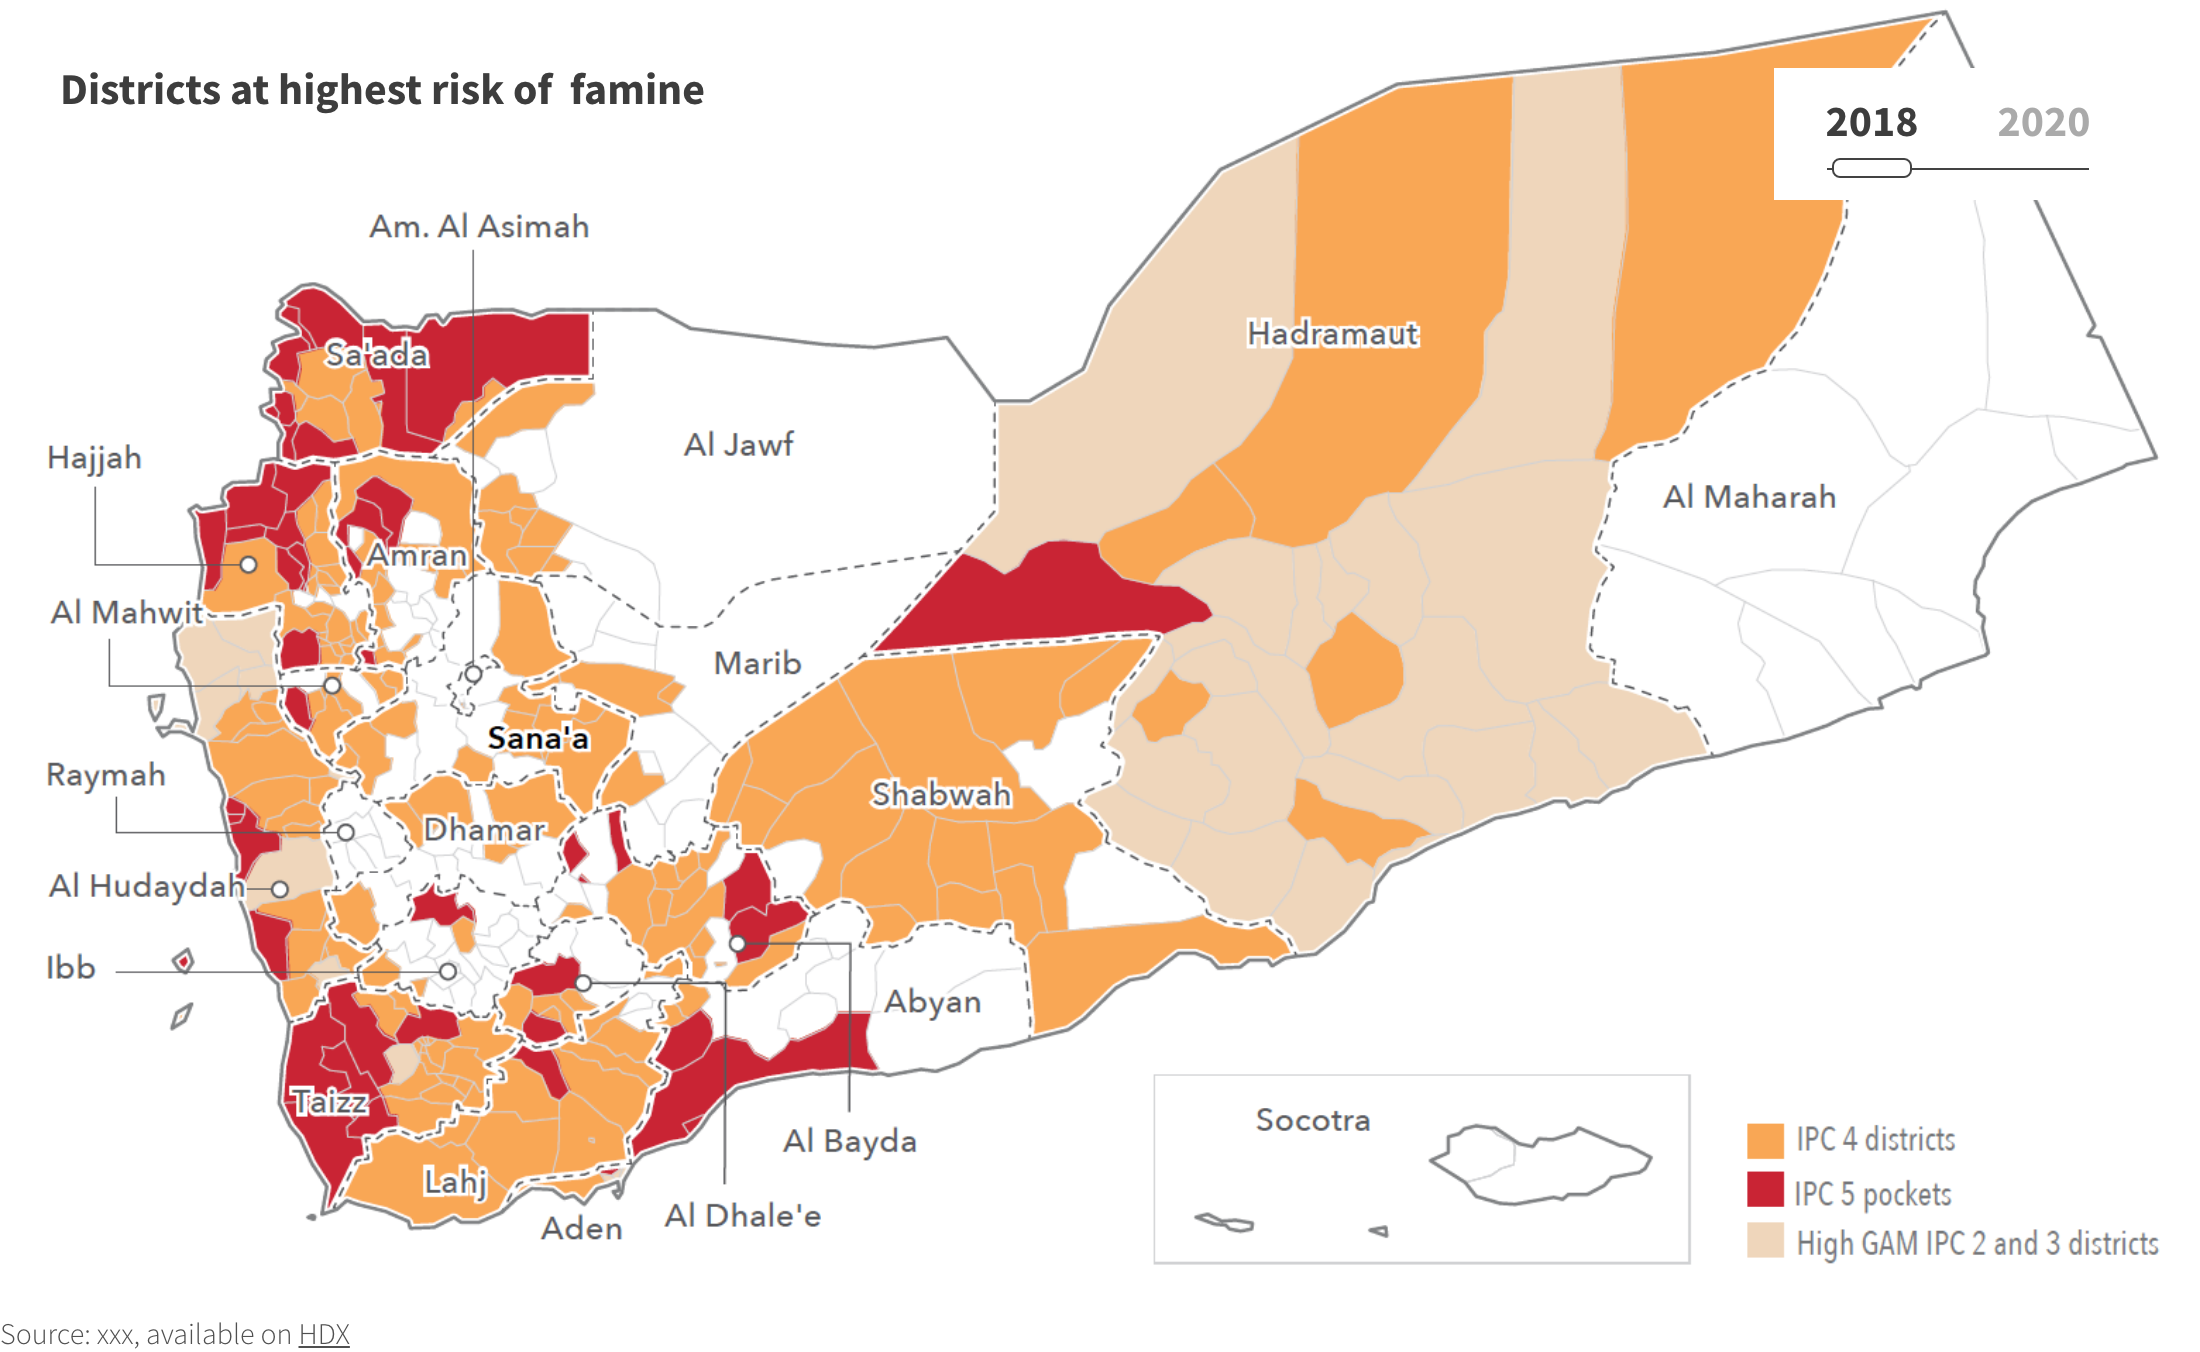 Districts at highest risk of famine
2018 2020
Am. Al Asimah
Sa'ada
Hadramaut
Hajjah
Al Jawf
Al Maharah
Amran
Al Mahwit
Marib
Sana'a
Raymah
Shabwah
Dhamar
Al Hudaydah
Ibb
Abyan
Taizz
Al Bayda
Socotra
Lahj
Al Dhale'e
Aden
IPC 4 districts
IPC 5 pockets
High GAM IPC 2 and 3 districts
Source: xxx, available on HDX